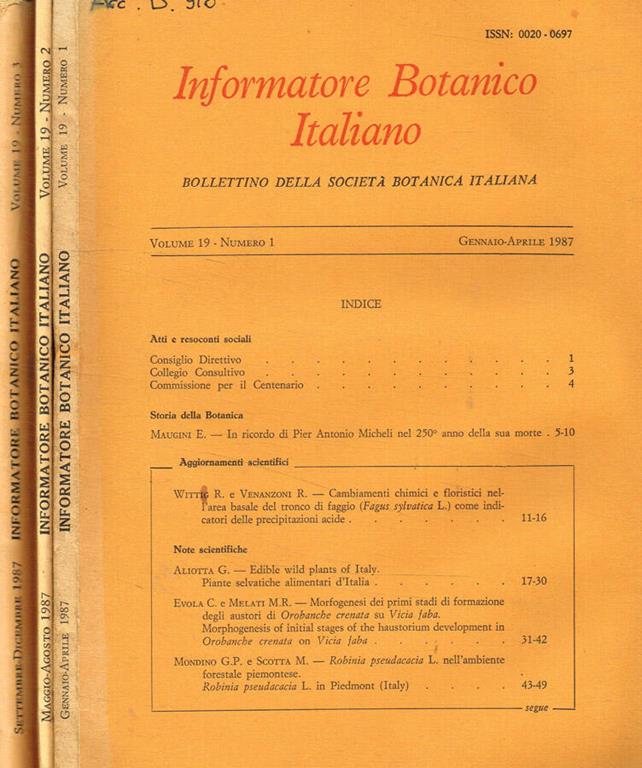 Acc. D. 910
ISSN: 0020 - 0697
Informatore Botanico
Italiano
BOLLETTINO DELLA SOCIETÀ BOTANICA ITALIANA
VOLUME 19 - NUMERO 1 GENNAIO-APRILE 1987
INDICE
Atti e resoconti sociali
Consiglio Direttivo . . . . . . . . . . . . 1
Collegio Consultivo . . . . . . . . . . . . 3
Commissione per il Centenario . . . . . . . . . . 4
Storia della Botanica
MAUGINI E. — In ricordo di Pier Antonio Micheli nel 250° anno della sua morte . 5-10
Aggiornamenti scientifici
WITTIG R. e VENANZONI R. — Cambiamenti chimici e floristici nel-
l'area basale del tronco di faggio (Fagus sylvatica L.) come indi-
catori delle precipitazioni acide . . . . . . . 11-16
Note scientifiche
ALIOTTA G. — Edible wild plants of Italy.
Piante selvatiche alimentari d'Italia . . . . . . 17-30
EVOLA C. e MELATI M.R. — Morfogenesi dei primi stadi di formazione
degli austori di Orobanche crenata su Vicia faba.
Morphogenesis of initial stages of the haustorium development in
Orobanche crenata on Vicia faba . . . . . . 31-42
MONDINO G.P. e SCOTTA M. — Robinia pseudacacia L. nell'ambiente
forestale piemontese.
Robinia pseudacacia L. in Piedmont (Italy) . . . . 43-49
segue
SETTEMBRE-DICEMBRE 1987 INFORMATORE BOTANICO ITALIANO VOLUME 19 - NUMERO 3
MAGGIO-AGOSTO 1987 INFORMATORE BOTANICO ITALIANO VOLUME 19 - NUMERO 2
GENNAIO-APRILE 1987 INFORMATORE BOTANICO ITALIANO VOLUME 19 - NUMERO 1